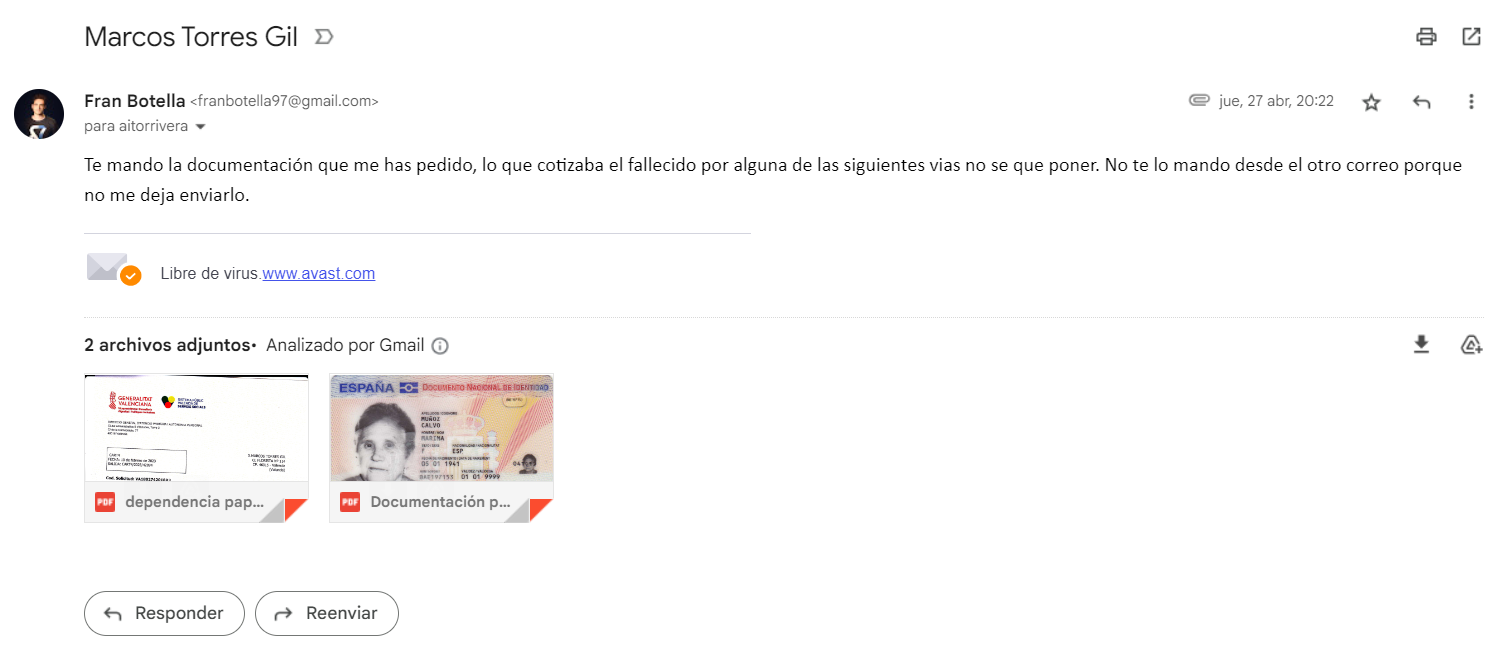 Marcos Torres Gil
Fran Botella <franbotella97@gmail.com>
jue, 27 abr, 20:22
para aitorrivera
Te mando la documentación que me has pedido, lo que cotizaba el fallecido por alguna de las siguientes vias no se que poner. No te lo mando desde el otro correo porque
no me deja enviarlo.
Libre de virus.www.avast.com
2 archivos adjuntos• Analizado por Gmail
GENERALITAT
VALENCIANA
ESPAÑA
DOCUMENTO NACIONAL DE IDENTIDAD
MUÑOZ
CALVO
MARINA
ESP
05 01 1941
01 01 9999
PDF dependencia pap...
PDF Documentación p...
Responder
Reenviar